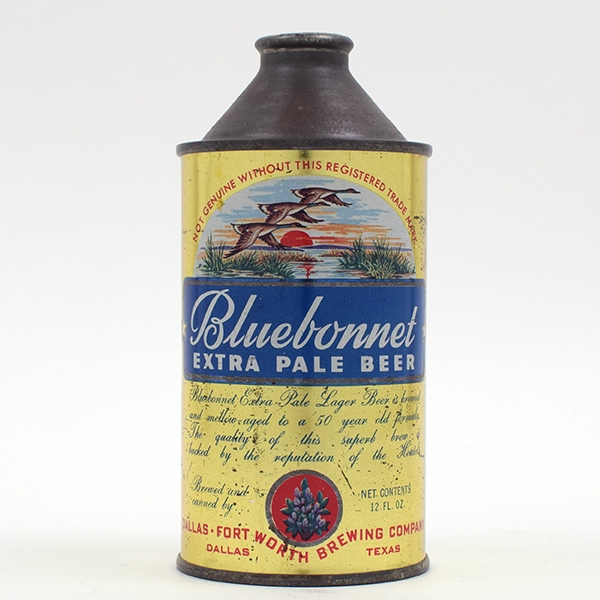 NOT GENUINE WITHOUT THIS REGISTERED TRADE MARK
Bluebonnet
EXTRA PALE BEER
Bluebonnet Extra Pale Lager Beer is brewed
and mellow-aged to a 50 year old formula.
The quality of this superb brew is
backed by the reputation of the
Brewed and
canned by
NET CONTENTS
12 FL. OZ.
DALLAS-FORT WORTH BREWING COMPANY
DALLAS TEXAS